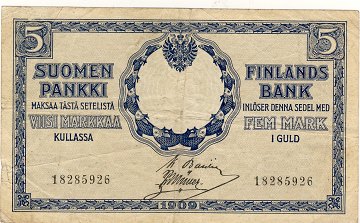 5 5
SUOMEN
PANKKI
MAKSAA TÄSTÄ SETELISTÄ
VIISI MARKKAA
KULLASSA
FINLANDS
BANK
INLÖSER DENNA SEDEL MED
FEM MARK
I GULD
18285926 18285926
1909